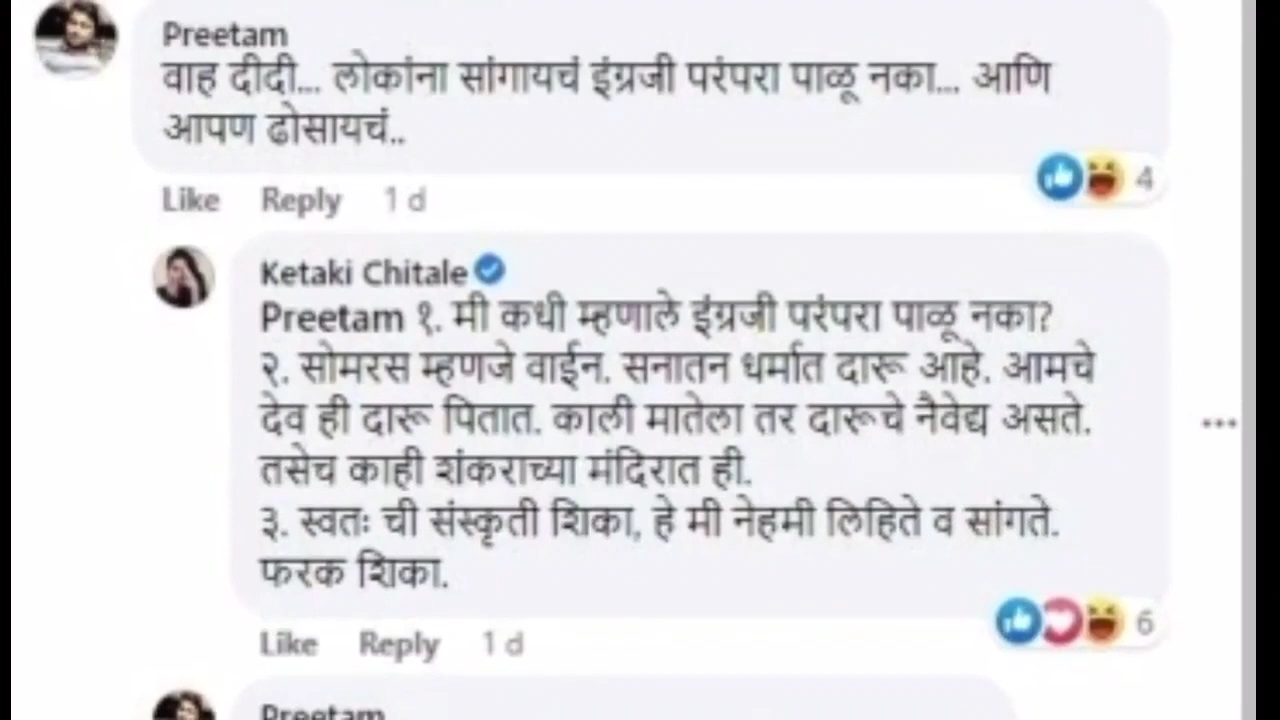 Preetam
वाह दीदी... लोकांना सांगायचं इंग्रजी परंपरा पाळू नका... आणि
आपण ढोसायचं..
4
Like Reply 1 d
Ketaki Chitale
Preetam १. मी कधी म्हणाले इंग्रजी परंपरा पाळू नका?
२. सोमरस म्हणजे वाईन. सनातन धर्मात दारू आहे. आमचे
देव ही दारू पितात. काली मातेला तर दारूचे नैवेद्य असते.
तसेच काही शंकराच्या मंदिरात ही.
३. स्वतः ची संस्कृती शिका, हे मी नेहमी लिहिते व सांगते.
फरक शिका.
6
Like Reply 1 d
Preetam